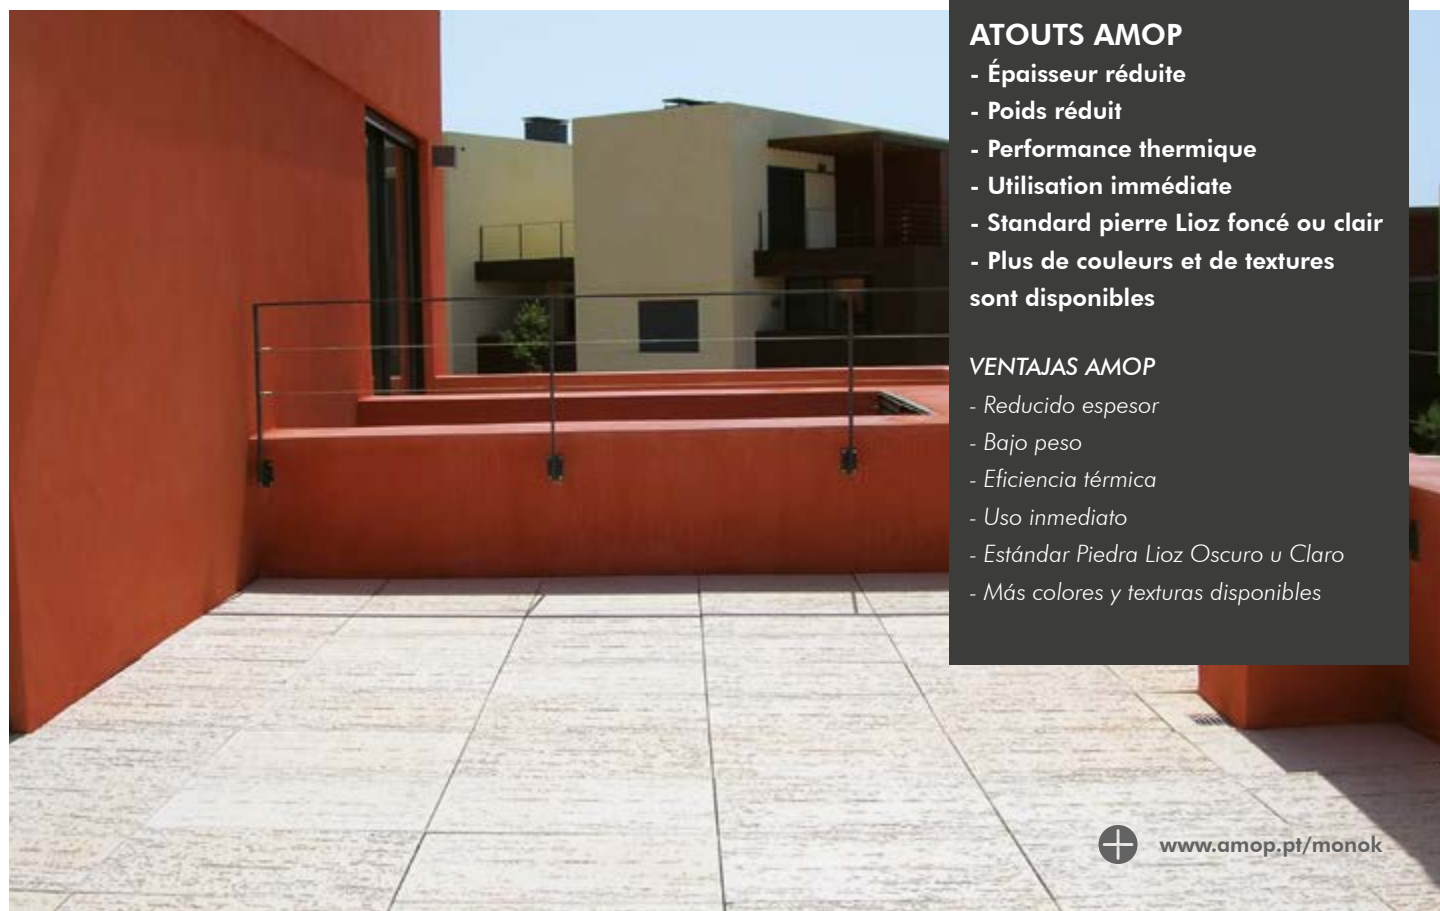 ATOUTS AMOP
- Épaisseur réduite
- Poids réduit
- Performance thermique
- Utilisation immédiate
- Standard pierre Lioz foncé ou clair
- Plus de couleurs et de textures
sont disponibles
VENTAJAS AMOP
- Reducido espesor
- Bajo peso
- Eficiencia térmica
- Uso inmediato
- Estándar Piedra Lioz Oscuro u Claro
- Más colores y texturas disponibles
www.amop.pt/monok